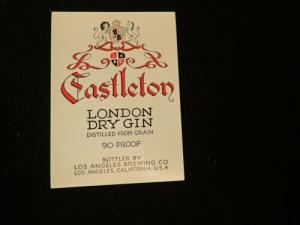 Castleton
LONDON
DRY GIN
DISTILLED FROM GRAIN
90 PROOF
BOTTLED BY
LOS ANGELES BREWING CO.
LOS ANGELES, CALIFORNIA, U.S.A.